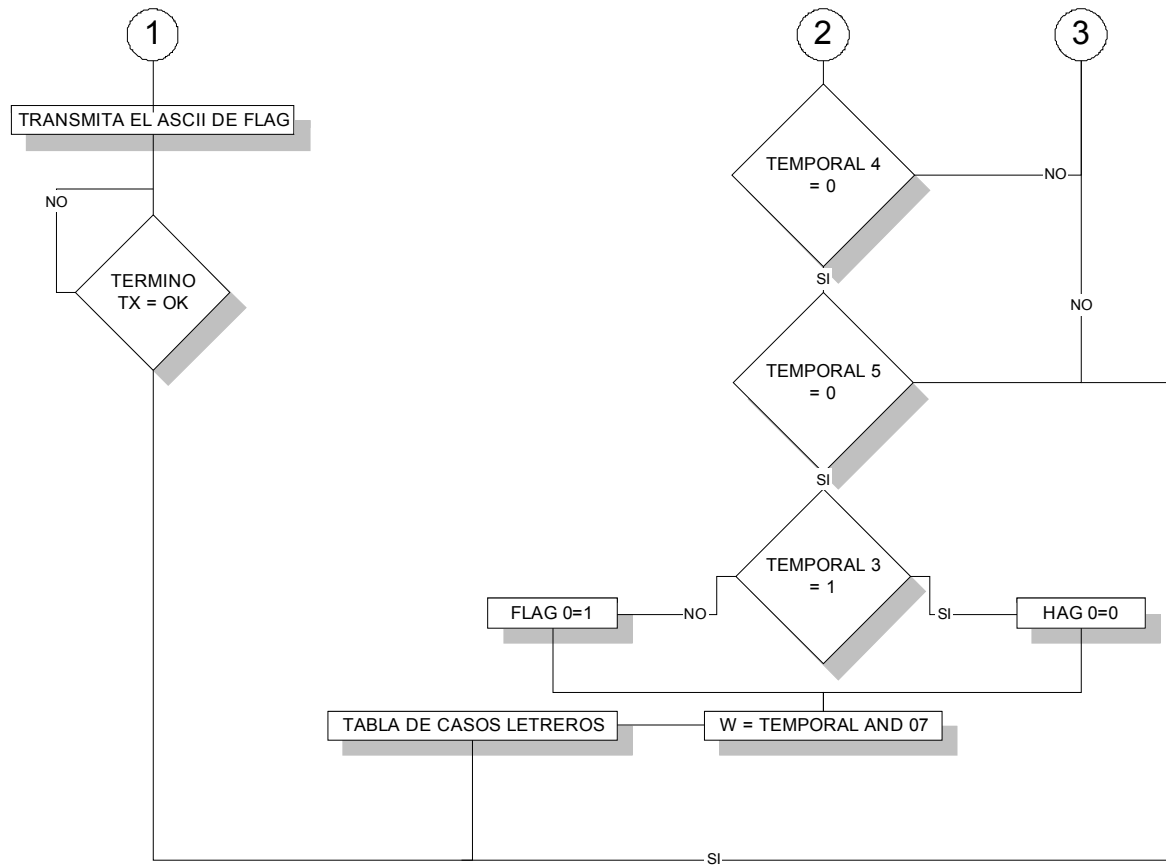 1
2
3
TRANSMITA EL ASCII DE FLAG
TEMPORAL 4
= 0
NO
NO
TERMINO
TX = OK
SI
NO
TEMPORAL 5
= 0
SI
TEMPORAL 3
= 1
FLAG 0=1
NO
SI
HAG 0=0
TABLA DE CASOS LETREROS
W = TEMPORAL AND 07
SI